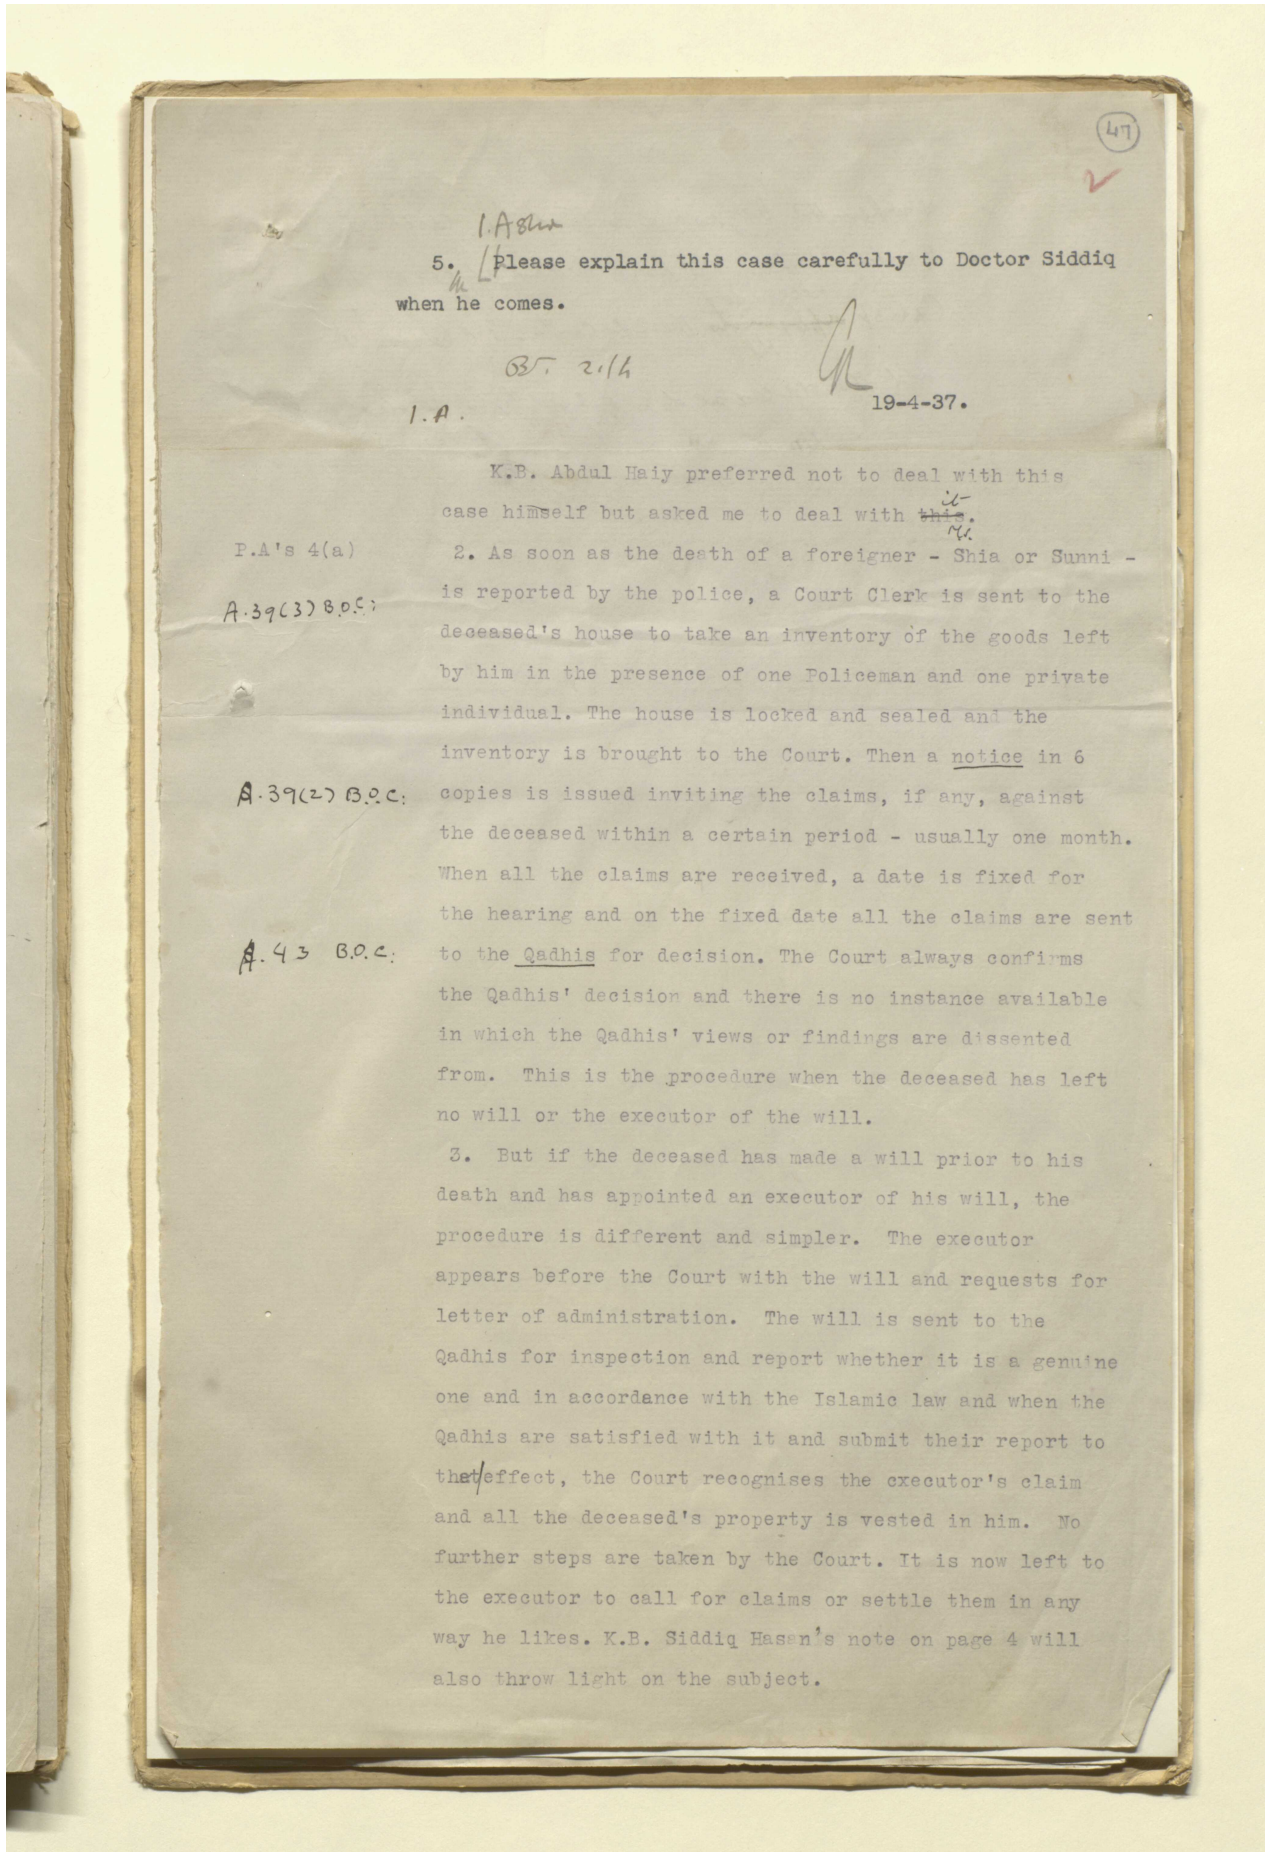 47
5. Please explain this case carefully to Doctor Siddiq
when he comes.
19-4-37.
I.A.
K.B. Abdul Haiy preferred not to deal with this
case himself but asked me to deal with this. it
P.A's 4(a)
2. As soon as the death of a foreigner - Shia or Sunni -
is reported by the police, a Court Clerk is sent to the
A.39(3) B.O.C:
deceased's house to take an inventory of the goods left
by him in the presence of one Policeman and one private
individual. The house is locked and sealed and the
inventory is brought to the Court. Then a notice in 6
A.39(2) B.O.C:
copies is issued inviting the claims, if any, against
the deceased within a certain period - usually one month.
When all the claims are received, a date is fixed for
the hearing and on the fixed date all the claims are sent
A.43 B.O.C:
to the Qadhis for decision. The Court always confirms
the Qadhis' decision and there is no instance available
in which the Qadhis' views or findings are dissented
from. This is the procedure when the deceased has left
no will or the executor of the will.
3. But if the deceased has made a will prior to his
death and has appointed an executor of his will, the
procedure is different and simpler. The executor
appears before the Court with the will and requests for
letter of administration. The will is sent to the
Qadhis for inspection and report whether it is a genuine
one and in accordance with the Islamic law and when the
Qadhis are satisfied with it and submit their report to
that/effect, the Court recognises the executor's claim
and all the deceased's property is vested in him. No
further steps are taken by the Court. It is now left to
the executor to call for claims or settle them in any
way he likes. K.B. Siddiq Hasan's note on page 4 will
also throw light on the subject.